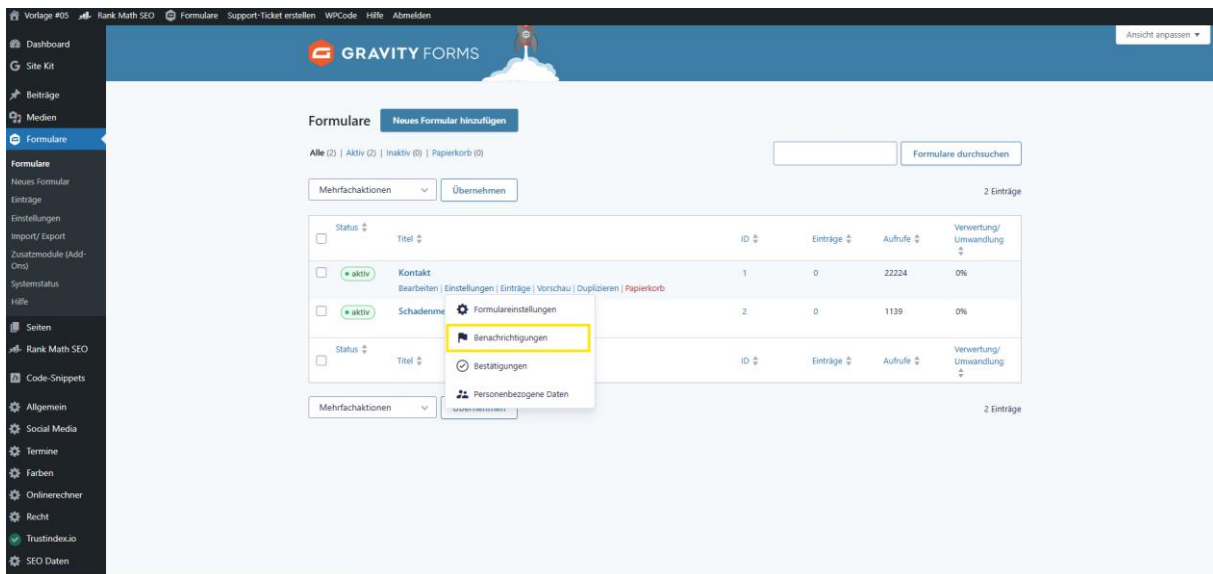 Vorlage #05 Rank Math SEO Formulare Support-Ticket erstellen WPCode Hilfe Abmelden
Dashboard
Site Kit
Beiträge
Medien
Formulare
Formulare
Neues Formular
Einträge
Einstellungen
Import/ Export
Zusatzmodule (Add-
Ons)
Systemstatus
Hilfe
Seiten
Rank Math SEO
Code-Snippets
Allgemein
Social Media
Termine
Farben
Onlinerechner
Recht
Trustindex.io
SEO Daten
GRAVITY FORMS
Ansicht anpassen
Formulare Neues Formular hinzufügen
Alle (2) | Aktiv (2) | Inaktiv (0) | Papierkorb (0)
Formulare durchsuchen
Mehrfachaktionen Übernehmen
2 Einträge
Status Titel ID Einträge Aufrufe Verwertung/
Umwandlung
aktiv Kontakt 1 0 22224 0%
Bearbeiten | Einstellungen | Einträge | Vorschau | Duplizieren | Papierkorb
Formulareinstellungen
Benachrichtigungen
Bestätigungen
Personenbezogene Daten
aktiv Schadenme 2 0 1139 0%
Status Titel ID Einträge Aufrufe Verwertung/
Umwandlung
Mehrfachaktionen Übernehmen
2 Einträge